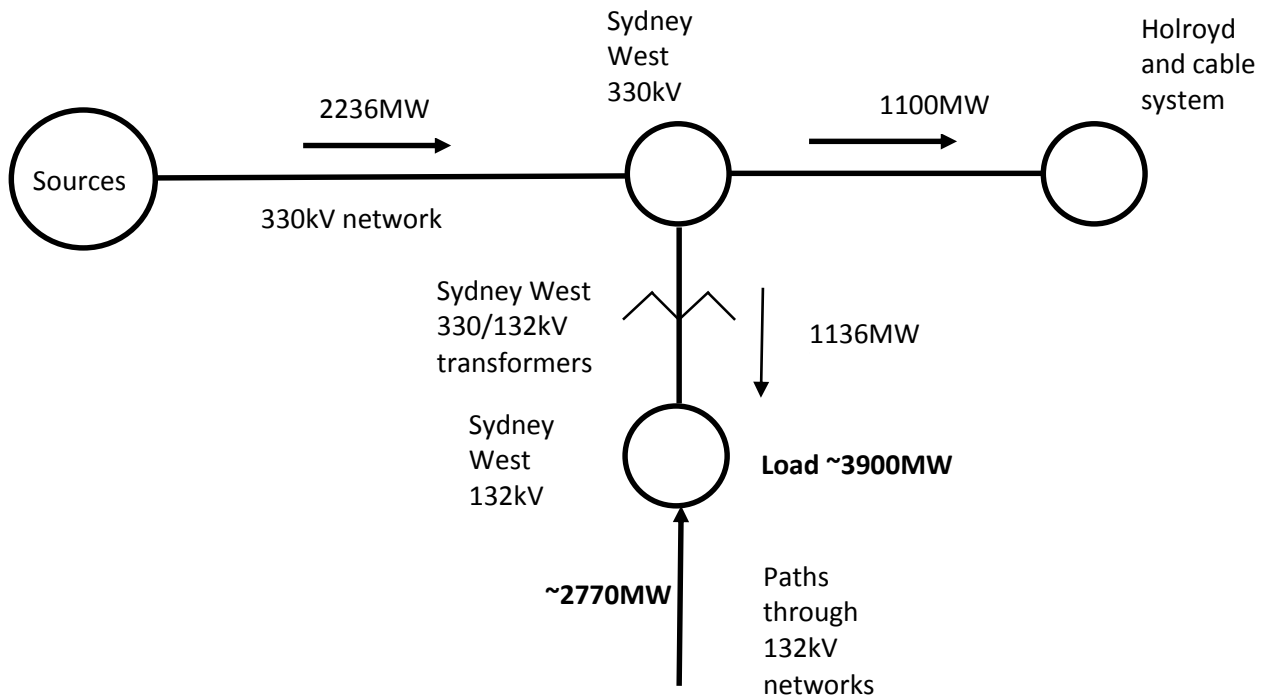 Sydney
West
330kV
Holroyd
and cable
system
2236MW
1100MW
Sources
330kV network
Sydney West
330/132kV
transformers
1136MW
Sydney
West
132kV
Load ~3900MW
~2770MW
Paths
through
132kV
networks